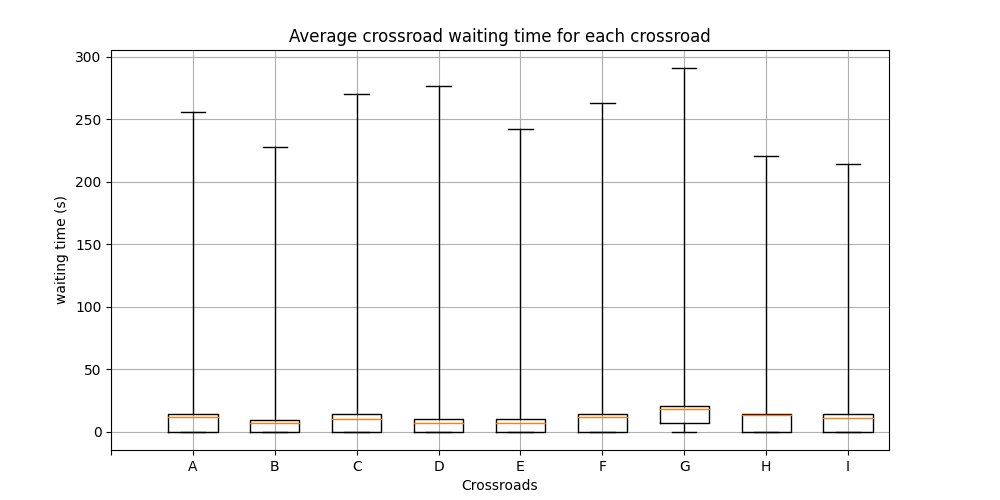 Average crossroad waiting time for each crossroad
300
250
200
150
100
50
0
waiting time (s)
A B C D E F G H I
Crossroads